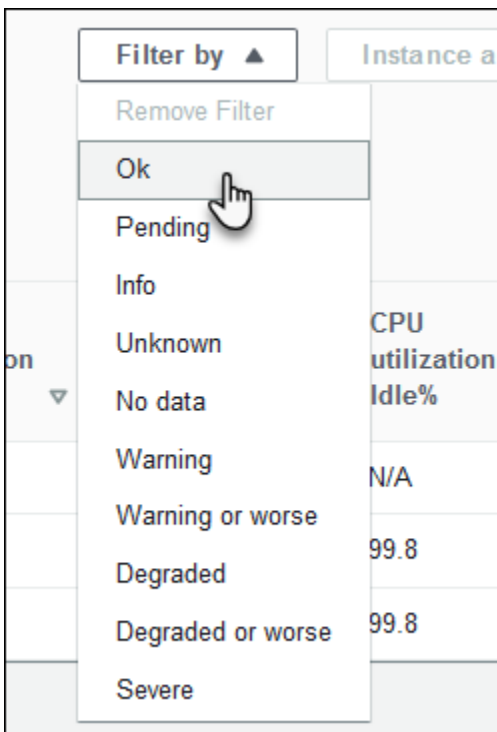 Filter by ▲
Instance a
Remove Filter
Ok
Pending
Info
Unknown
No data
Warning
Warning or worse
Degraded
Degraded or worse
Severe
on
CPU
utilization
Idle%
N/A
99.8
99.8